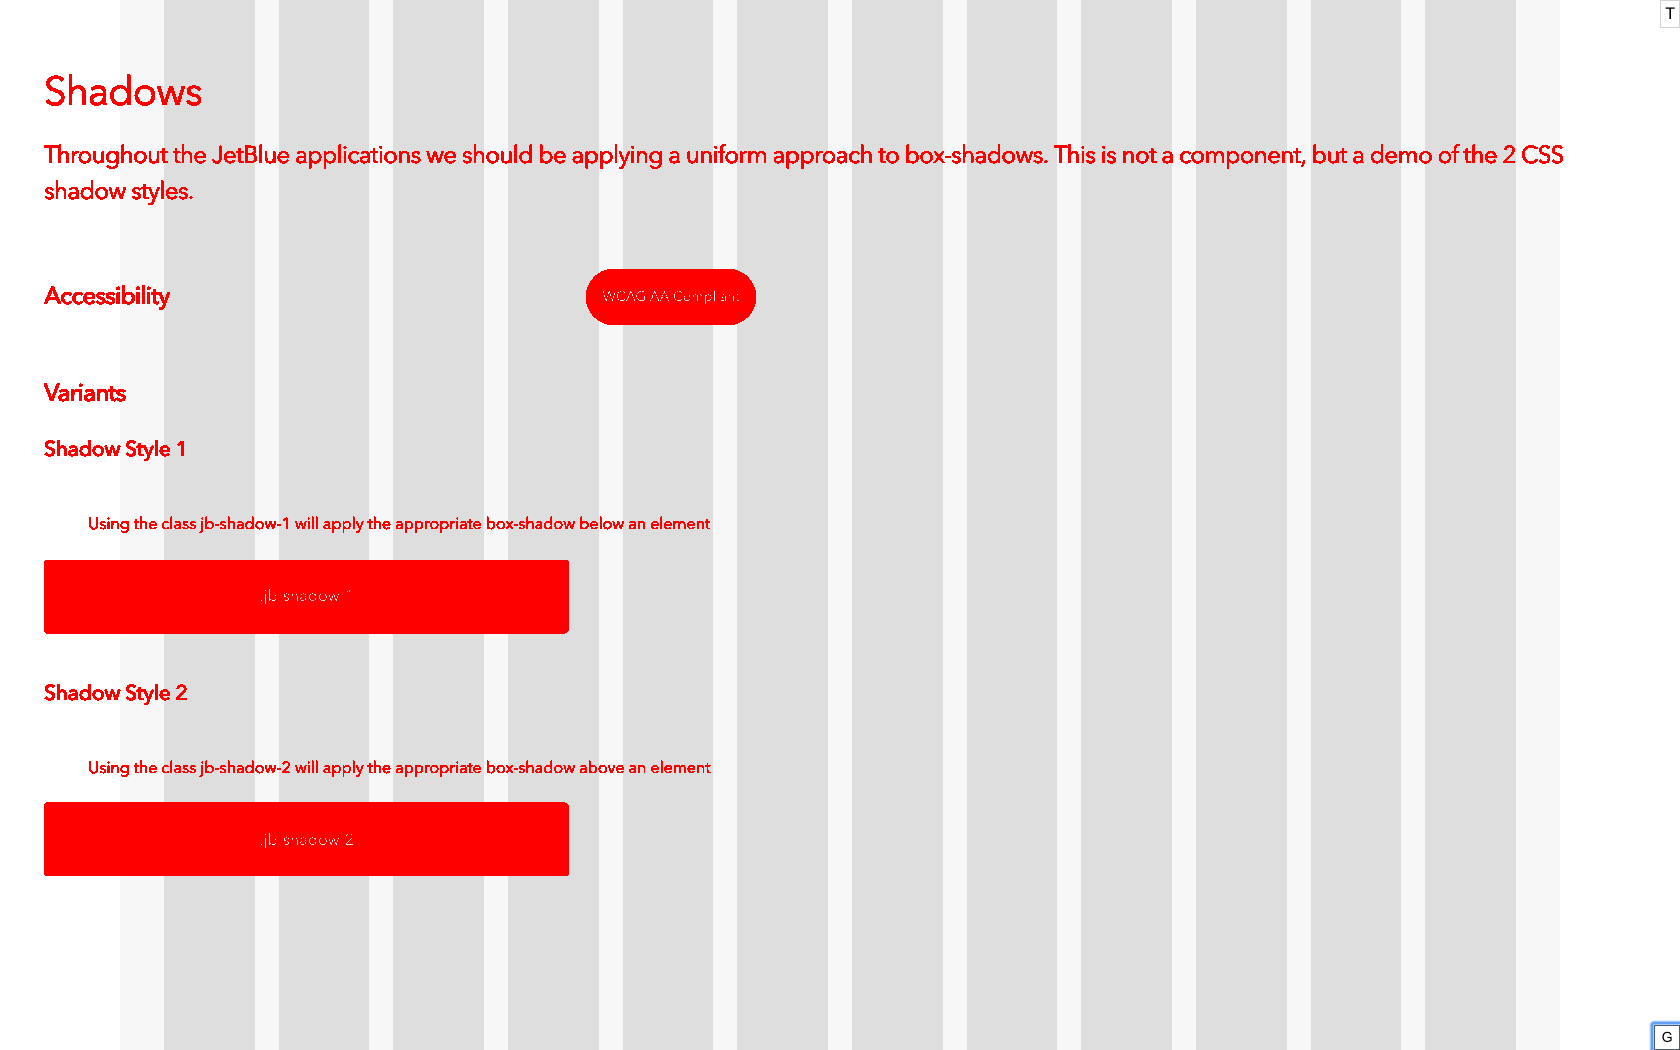 T
Shadows
Throughout the JetBlue applications we should be applying a uniform approach to box-shadows. This is not a component, but a demo of the 2 CSS
shadow styles.
Accessibility
WCAG AA Compliant
Variants
Shadow Style 1
Using the class jb-shadow-1 will apply the appropriate box-shadow below an element
.jb-shadow-1
Shadow Style 2
Using the class jb-shadow-2 will apply the appropriate box-shadow above an element
.jb-shadow-2
G